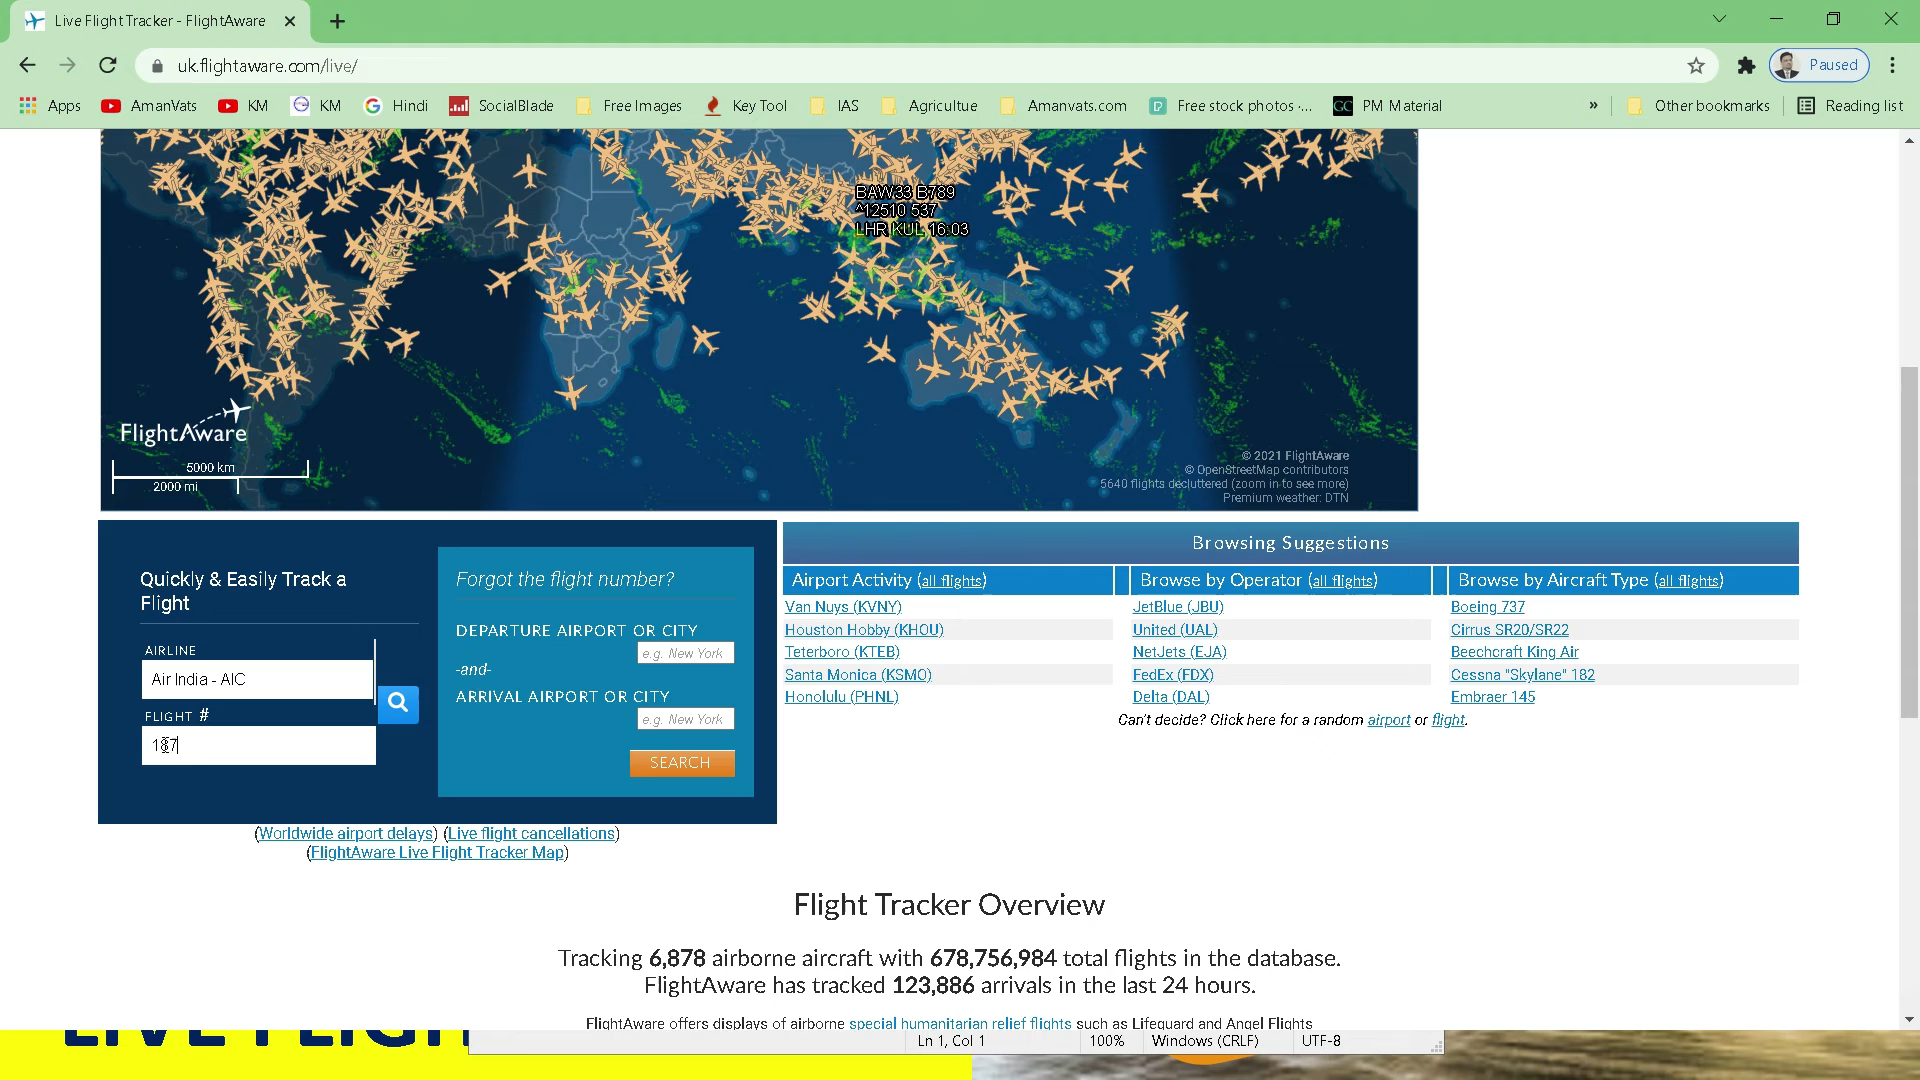 Live Flight Tracker - FlightAware
uk.flightaware.com/live/
Paused
Apps
AmanVats
KM
KM
Hindi
SocialBlade
Free Images
Key Tool
IAS
Agricultue
Amanvats.com
Free stock photos ·...
PM Material
»
Other bookmarks
Reading list
BAW33 B789
^12510 537
LHR KUL 16:03
FlightAware
5000 km
2000 mi
© 2021 FlightAware
© OpenStreetMap contributors
5640 flights decluttered (zoom in to see more)
Premium weather: DTN
Quickly & Easily Track a
Flight
AIRLINE
Air India - AIC
FLIGHT #
187
Forgot the flight number?
DEPARTURE AIRPORT OR CITY
e.g. New York
-and-
ARRIVAL AIRPORT OR CITY
e.g. New York
SEARCH
(Worldwide airport delays) (Live flight cancellations)
(FlightAware Live Flight Tracker Map)
Browsing Suggestions
Airport Activity (all flights)
Van Nuys (KVNY)
Houston Hobby (KHOU)
Teterboro (KTEB)
Santa Monica (KSMO)
Honolulu (PHNL)
Browse by Operator (all flights)
JetBlue (JBU)
United (UAL)
NetJets (EJA)
FedEx (FDX)
Delta (DAL)
Browse by Aircraft Type (all flights)
Boeing 737
Cirrus SR20/SR22
Beechcraft King Air
Cessna "Skylane" 182
Embraer 145
Can't decide? Click here for a random airport or flight.
Flight Tracker Overview
Tracking 6,878 airborne aircraft with 678,756,984 total flights in the database.
FlightAware has tracked 123,886 arrivals in the last 24 hours.
FlightAware offers displays of airborne special humanitarian relief flights such as Lifeguard and Angel Flights
LIVE FLIGH
Ln 1, Col 1
100%
Windows (CRLF)
UTF-8